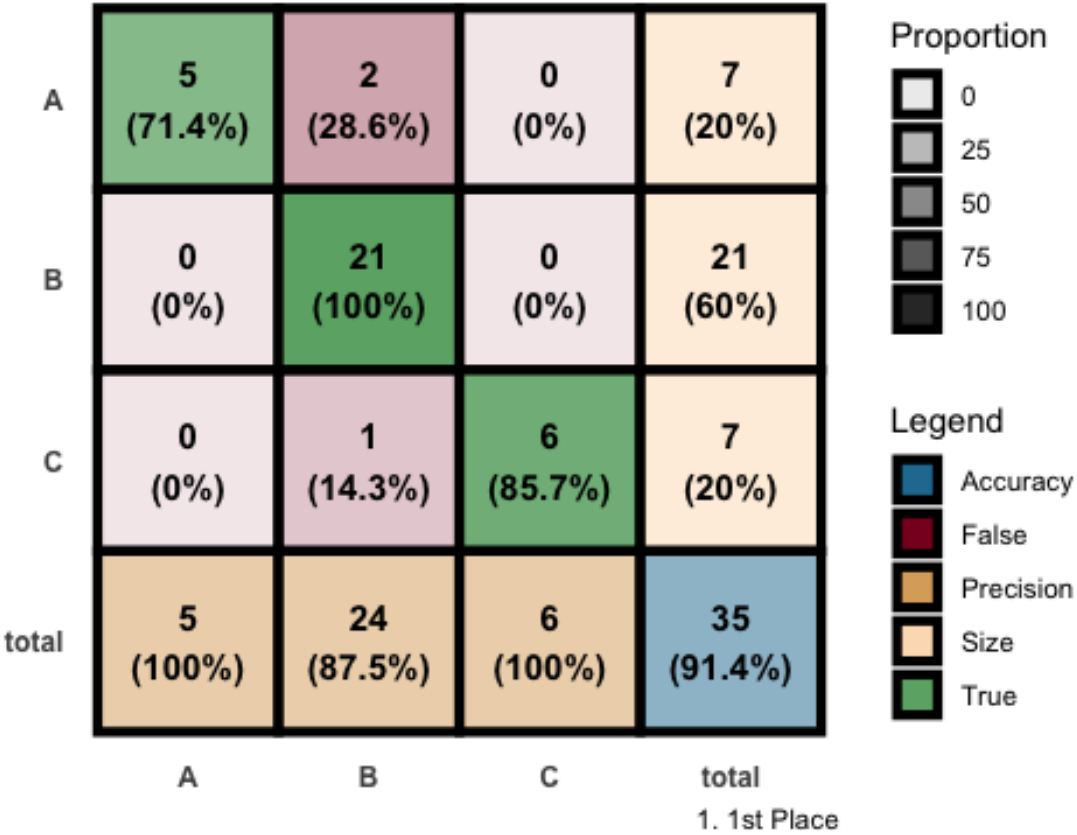 5
(71.4%)
2
(28.6%)
0
(0%)
7
(20%)
A
0
(0%)
21
(100%)
0
(0%)
21
(60%)
B
0
(0%)
1
(14.3%)
6
(85.7%)
7
(20%)
C
5
(100%)
24
(87.5%)
6
(100%)
35
(91.4%)
total
A
B
C
total
1. 1st Place
Proportion
0
25
50
75
100
Legend
Accuracy
False
Precision
Size
True